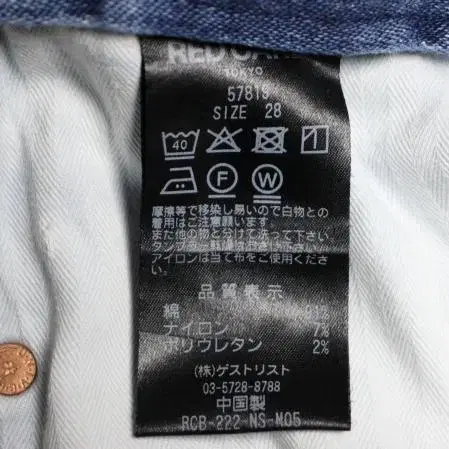 RED CARD
TOKYO
57819
SIZE 28
40
F W
摩擦等で移染し易いので白物との
着用はご注意願います。
また他の物と分けて洗って下さい
アイロンは当て布をご使用くださ
い。
品質表示
綿 91%
ナイロン 7%
ポリウレタン 2%
(株)ゲストリスト
03-5728-8788
中国製
RCB-222-NS-M05